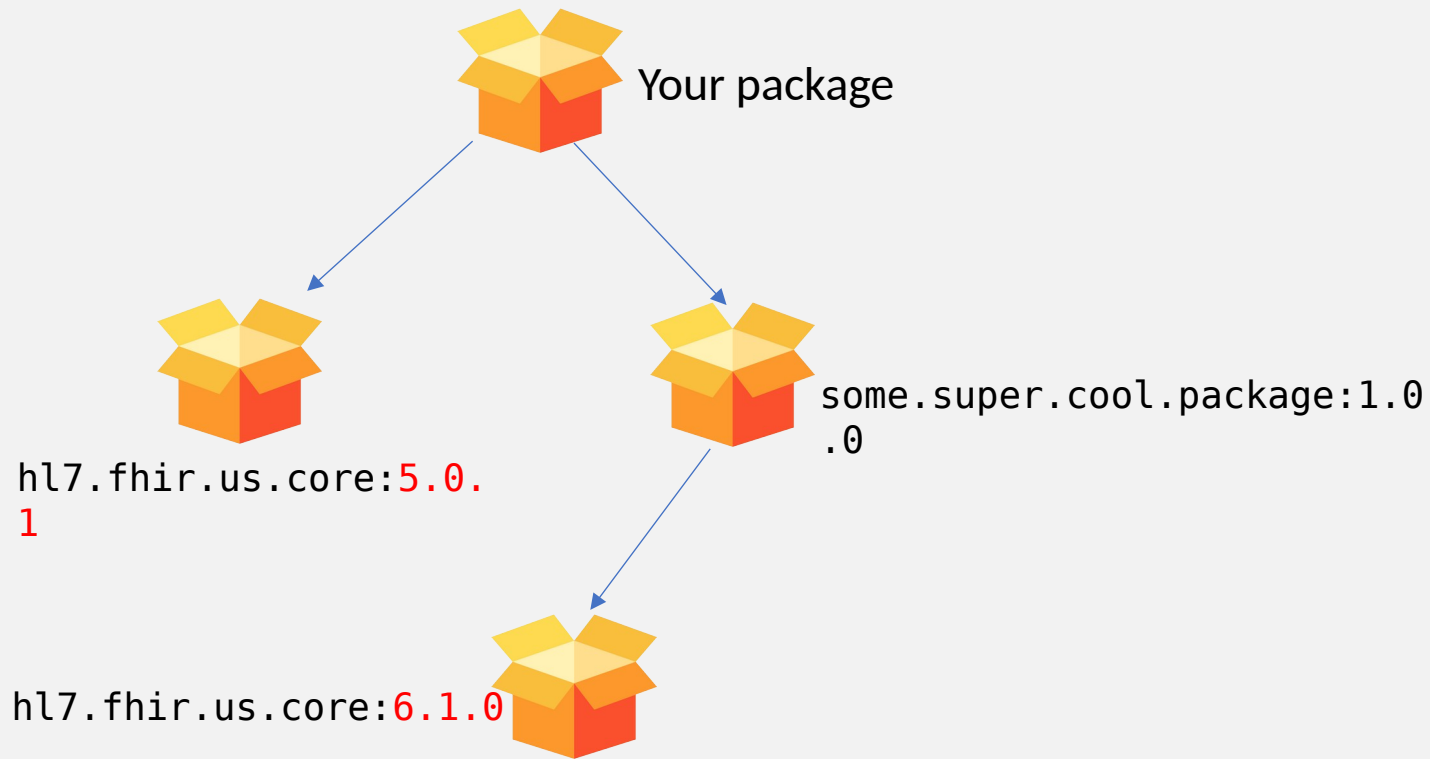 Your package
some.super.cool.package:1.0
.0
hl7.fhir.us.core:5.0.
1
hl7.fhir.us.core:6.1.0